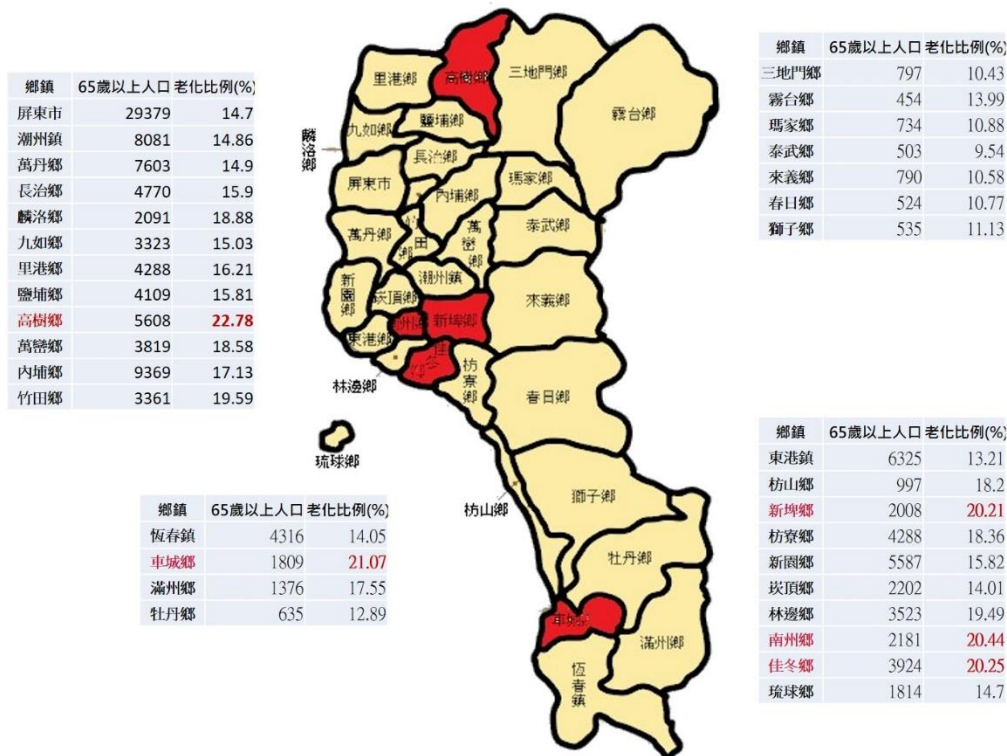 鄉鎮 65歲以上人口 老化比例(%)
屏東市 29379 14.7
潮州鎮 8081 14.86
萬丹鄉 7603 14.9
長治鄉 4770 15.9
麟洛鄉 2091 18.88
九如鄉 3323 15.03
里港鄉 4288 16.21
鹽埔鄉 4109 15.81
高樹鄉 5608 22.78
萬巒鄉 3819 18.58
內埔鄉 9369 17.13
竹田鄉 3361 19.59
鄉鎮 65歲以上人口 老化比例(%)
三地門鄉 797 10.43
霧台鄉 454 13.99
瑪家鄉 734 10.88
泰武鄉 503 9.54
來義鄉 790 10.58
春日鄉 524 10.77
獅子鄉 535 11.13
高樹鄉
三地門鄉
里港鄉
霧台鄉
鹽埔鄉
九如鄉
麟洛鄉
長治鄉
屏東市
內埔鄉
瑪家鄉
竹田鄉
萬巒鄉
泰武鄉
萬丹鄉
潮州鎮
新園鄉
崁頂鄉
來義鄉
南州鄉
新埤鄉
東港鄉
佳冬鄉
林邊鄉
枋寮鄉
春日鄉
琉球鄉
枋山鄉
獅子鄉
牡丹鄉
車城鄉
滿州鄉
恆春鎮
鄉鎮 65歲以上人口 老化比例(%)
恆春鎮 4316 14.05
車城鄉 1809 21.07
滿州鄉 1376 17.55
牡丹鄉 635 12.89
鄉鎮 65歲以上人口 老化比例(%)
東港鎮 6325 13.21
枋山鄉 997 18.2
新埤鄉 2008 20.21
枋寮鄉 4288 18.36
新園鄉 5587 15.82
崁頂鄉 2202 14.01
林邊鄉 3523 19.49
南州鄉 2181 20.44
佳冬鄉 3924 20.25
琉球鄉 1814 14.7